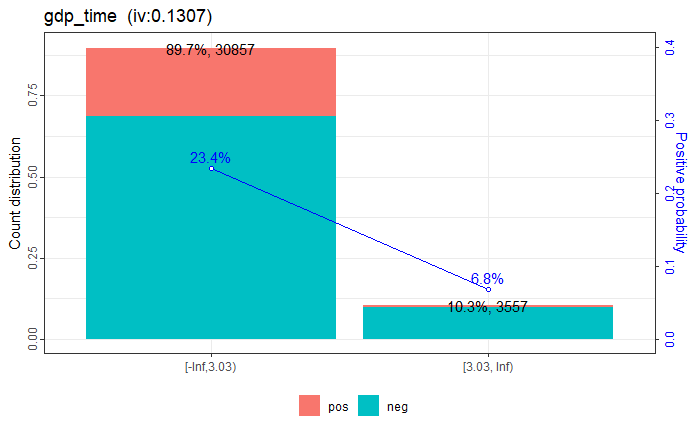 gdp_time (iv:0.1307)
Count distribution
0.75
0.50
0.25
0.00
89.7%, 30857
23.4%
6.8%
10.3%, 3557
0.4
0.3
0.2
0.1
0.0
Positive probability
[-Inf,3.03)
[3.03, Inf)
pos
neg